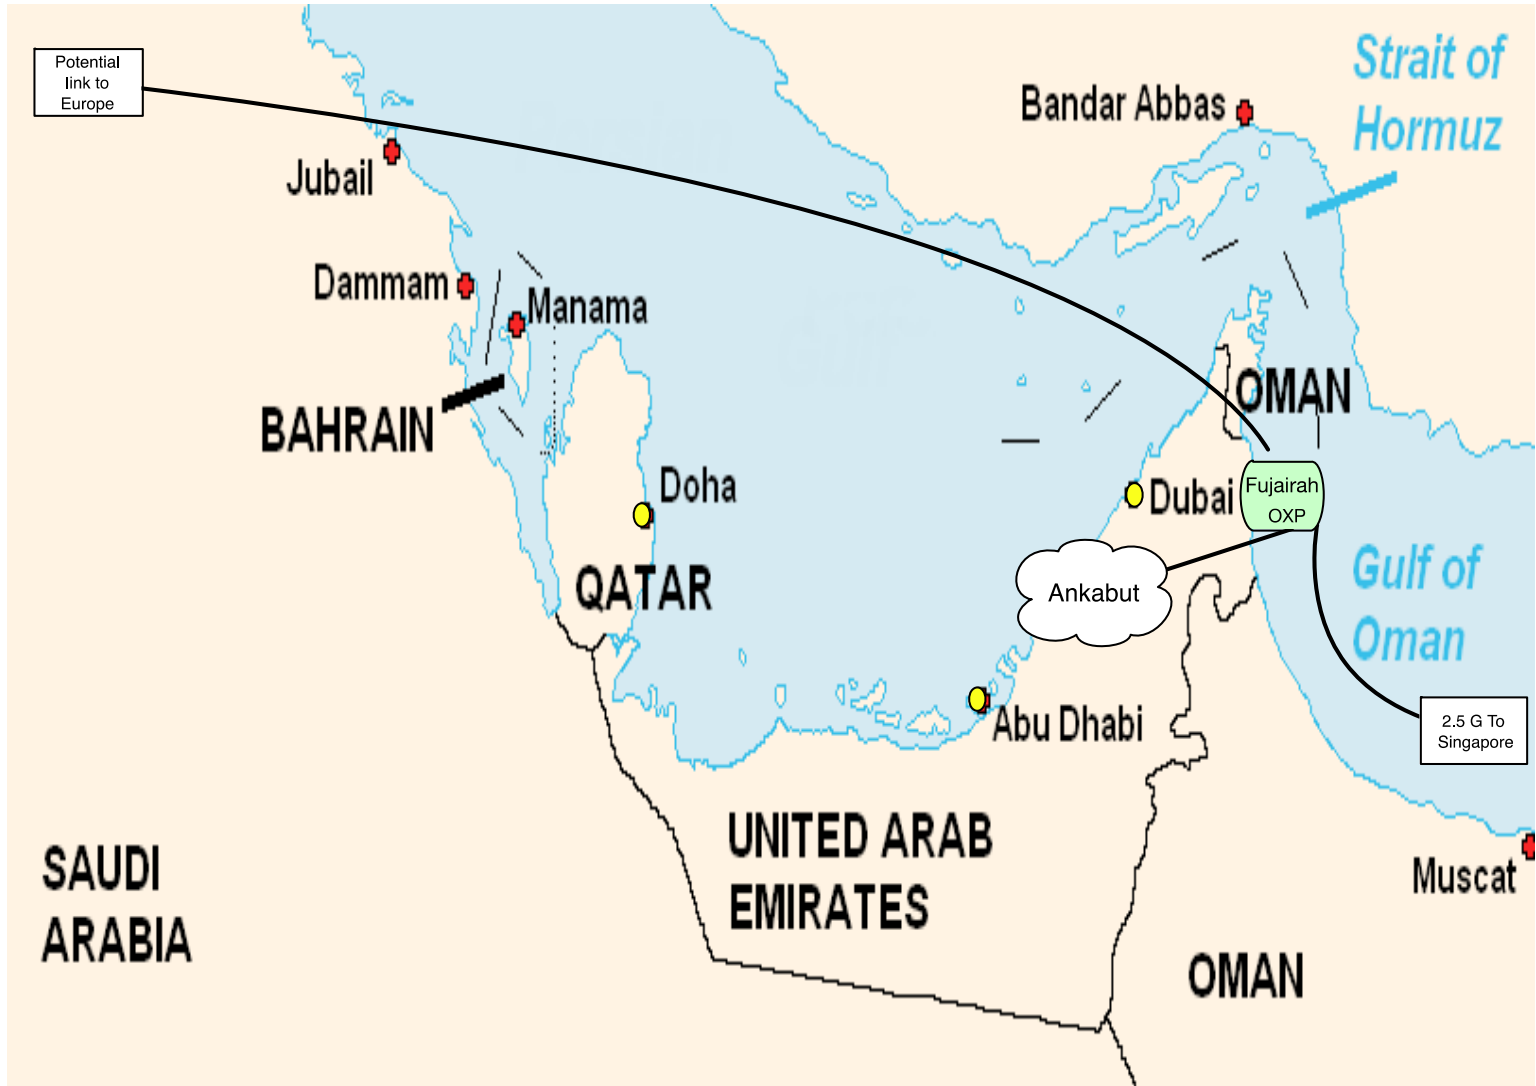 Potential
link to
Europe
Strait of
Hormuz
Bandar Abbas
Jubail
Dammam
Manama
BAHRAIN
OMAN
Doha
Dubai
Fujairah
OXP
QATAR
Ankabut
Gulf of
Oman
Abu Dhabi
2.5 G To
Singapore
UNITED ARAB
EMIRATES
SAUDI
ARABIA
Muscat
OMAN